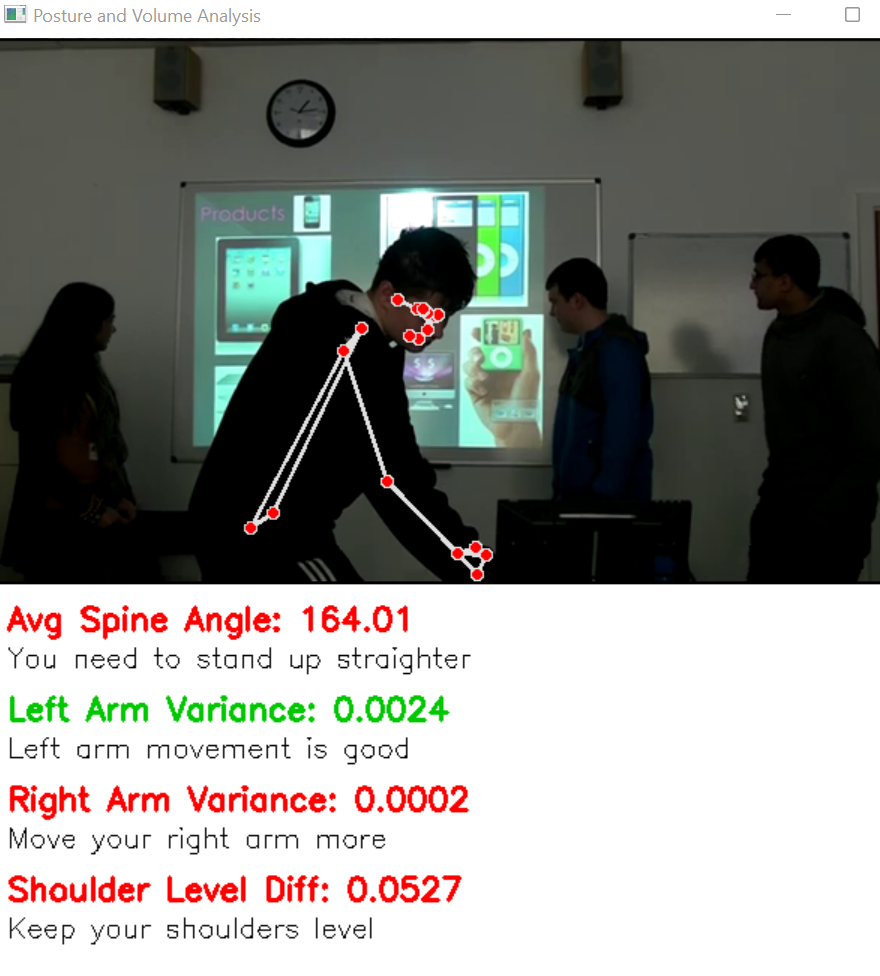 Posture and Volume Analysis
Products
Avg Spine Angle: 164.01
You need to stand up straighter
Left Arm Variance: 0.0024
Left arm movement is good
Right Arm Variance: 0.0002
Move your right arm more
Shoulder Level Diff: 0.0527
Keep your shoulders level